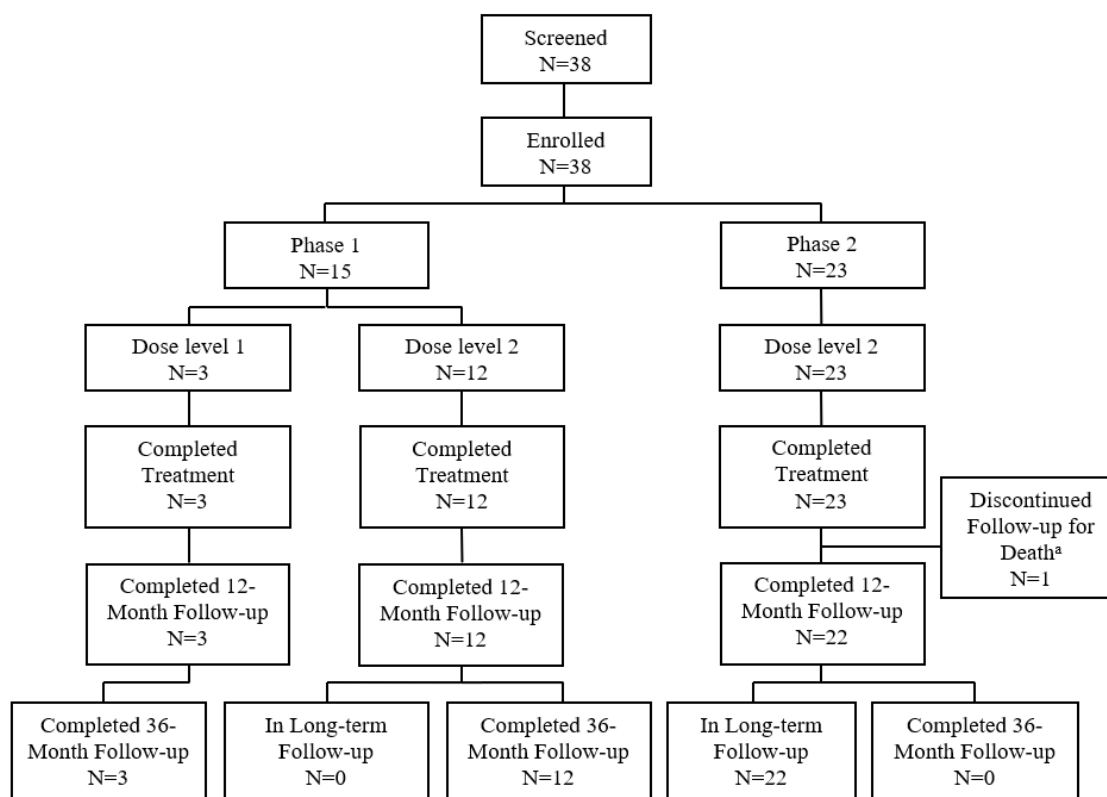 Screened
N=38
Enrolled
N=38
Phase 1
N=15
Phase 2
N=23
Dose level 1
N=3
Dose level 2
N=12
Dose level 2
N=23
Completed
Treatment
N=3
Completed
Treatment
N=12
Completed
Treatment
N=23
Discontinued
Follow-up for
Deathᵃ
N=1
Completed 12-
Month Follow-up
N=3
Completed 12-
Month Follow-up
N=12
Completed 12-
Month Follow-up
N=22
Completed 36-
Month Follow-up
N=3
In Long-term
Follow-up
N=0
Completed 36-
Month Follow-up
N=12
In Long-term
Follow-up
N=22
Completed 36-
Month Follow-up
N=0